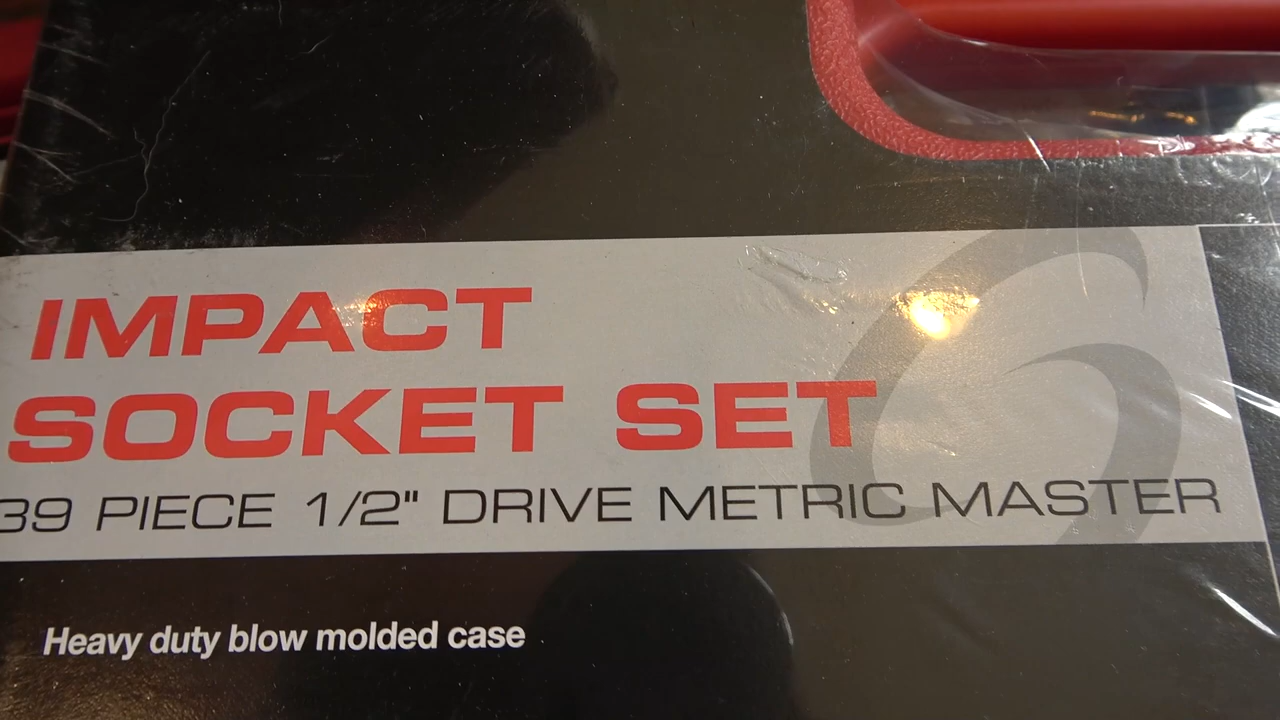 IMPACT
SOCKET SET
39 PIECE 1/2" DRIVE METRIC MASTER
Heavy duty blow molded case